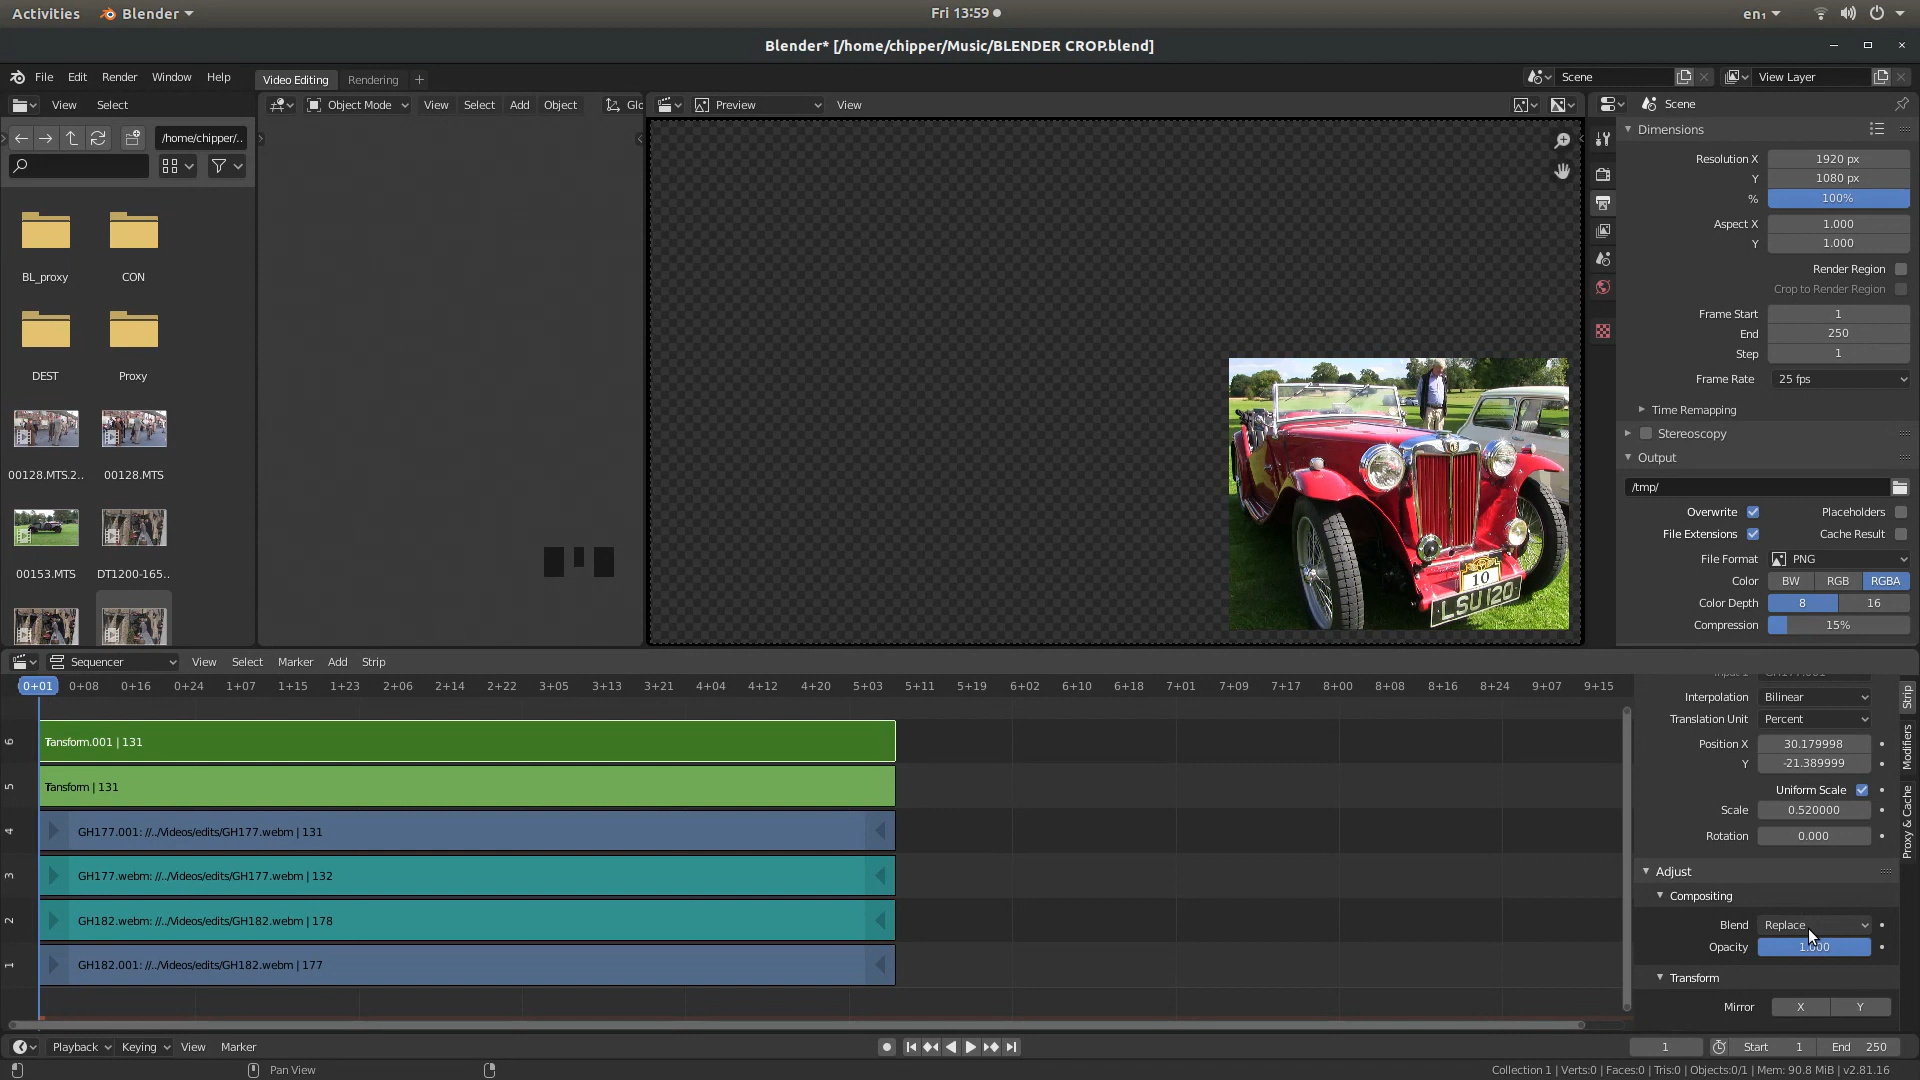 Activities Blender Fri 13:59 en₁
Blender* [/home/chipper/Music/BLENDER CROP.blend]
File Edit Render Window Help Video Editing Rendering + Scene View Layer
View Select Object Mode View Select Add Object Glo Preview View Scene
/home/chipper/..
Dimensions
Resolution X 1920 px
Y 1080 px
% 100%
Aspect X 1.000
Y 1.000
Render Region
Crop to Render Region
Frame Start 1
End 250
Step 1
Frame Rate 25 fps
Time Remapping
Stereoscopy
Output
/tmp/
Overwrite Placeholders
File Extensions Cache Result
File Format PNG
Color BW RGB RGBA
Color Depth 8 16
Compression 15%
BL_proxy CON
DEST Proxy
00128.MTS.2.. 00128.MTS
00153.MTS DT1200-165..
10
LSU 120
Sequencer View Select Marker Add Strip
0+01 0+08 0+16 0+24 1+07 1+15 1+23 2+06 2+14 2+22 3+05 3+13 3+21 4+04 4+12 4+20 5+03 5+11 5+19 6+02 6+10 6+18 7+01 7+09 7+17 8+00 8+08 8+16 8+24 9+07 9+15
6 Transform.001 | 131
5 Transform | 131
4 GH177.001: //../Videos/edits/GH177.webm | 131
3 GH177.webm: //../Videos/edits/GH177.webm | 132
2 GH182.webm: //../Videos/edits/GH182.webm | 178
1 GH182.001: //../Videos/edits/GH182.webm | 177
Interpolation Bilinear
Translation Unit Percent
Position X 30.179998
Y -21.389999
Uniform Scale
Scale 0.520000
Rotation 0.000
Adjust
Compositing
Blend Replace
Opacity 1.000
Transform
Mirror X Y
Strip
Modifiers
Proxy & Cache
Playback Keying View Marker 1 Start 1 End 250
Pan View Collection 1 | Verts:0 | Faces:0 | Tris:0 | Objects:0/1 | Mem: 90.8 MiB | v2.81.16